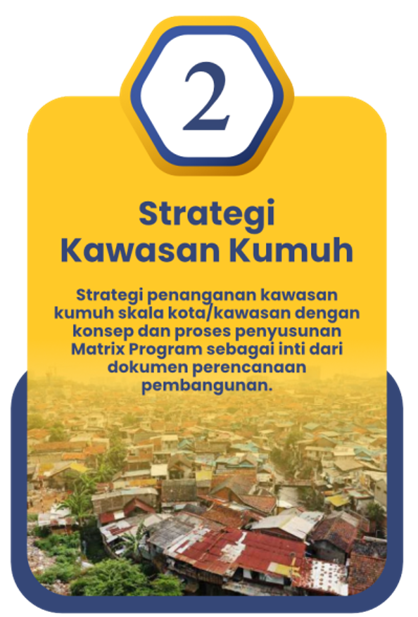 2
Strategi
Kawasan Kumuh
Strategi penanganan kawasan
kumuh skala kota/kawasan dengan
konsep dan proses penyusunan
Matrix Program sebagai inti dari
dokumen perencanaan
pembangunan.